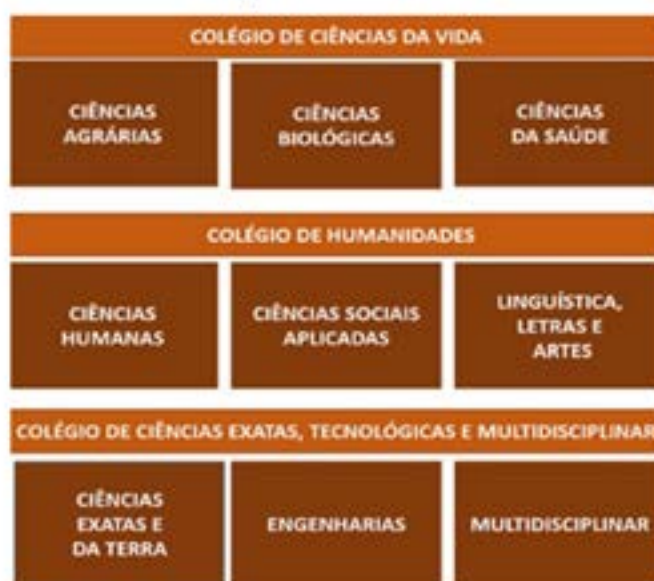 COLÉGIO DE CIÊNCIAS DA VIDA
CIÊNCIAS
AGRÁRIAS
CIÊNCIAS
BIOLÓGICAS
CIÊNCIAS
DA SAÚDE
COLÉGIO DE HUMANIDADES
CIÊNCIAS
HUMANAS
CIÊNCIAS SOCIAIS
APLICADAS
LINGUÍSTICA,
LETRAS E
ARTES
COLÉGIO DE CIÊNCIAS EXATAS, TECNOLÓGICAS E MULTIDISCIPLINAR
CIÊNCIAS
EXATAS E
DA TERRA
ENGENHARIAS
MULTIDISCIPLINAR